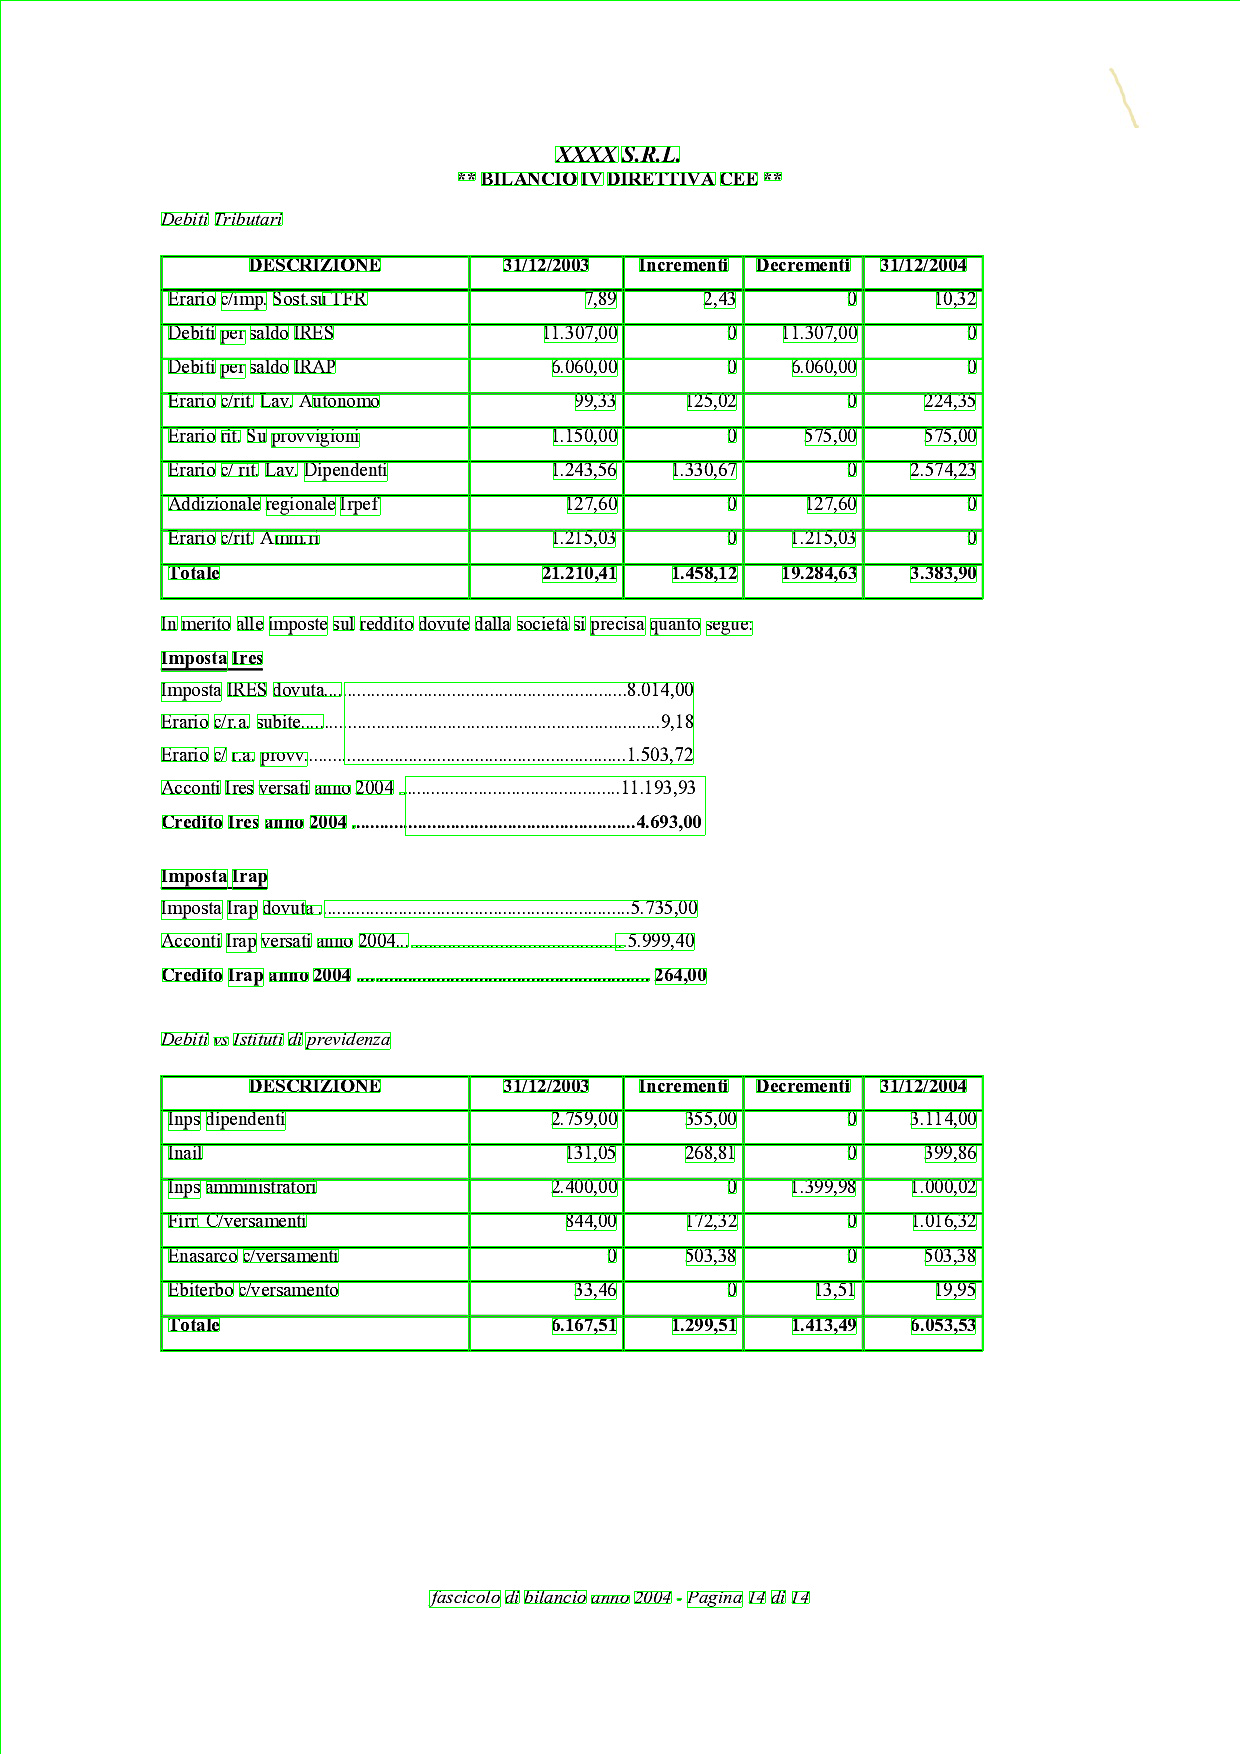 XXXX S.R.L.
** BILANCIO IV DIRETTIVA CEE **
Debiti Tributari
DESCRIZIONE 31/12/2003 Incrementi Decrementi 31/12/2004
Erario c/imp. Sost.su TFR 7,89 2,43 0 10,32
Debiti per saldo IRES 11.307,00 0 11.307,00 0
Debiti per saldo IRAP 6.060,00 0 6.060,00 0
Erario c/rit. Lav. Autonomo 99,33 125,02 0 224,35
Erario rit. Su provvigioni 1.150,00 0 575,00 575,00
Erario c/ rit. Lav. Dipendenti 1.243,56 1.330,67 0 2.574,23
Addizionale regionale Irpef 127,60 0 127,60 0
Erario c/rit. Amm.ri 1.215,03 0 1.215,03 0
Totale 21.210,41 1.458,12 19.284,63 3.383,90
In merito alle imposte sul reddito dovute dalla società si precisa quanto segue:
Imposta Ires
Imposta IRES dovuta................................................................8.014,00
Erario c/r.a. subite............................................................................9,18
Erario c/ r.a. provv....................................................................1.503,72
Acconti Ires versati anno 2004 ...............................................11.193,93
Credito Ires anno 2004 ............................................................4.693,00
Imposta Irap
Imposta Irap dovuta ..................................................................5.735,00
Acconti Irap versati anno 2004.................................................5.999,40
Credito Irap anno 2004 .............................................................. 264,00
Debiti vs Istituti di previdenza
DESCRIZIONE 31/12/2003 Incrementi Decrementi 31/12/2004
Inps dipendenti 2.759,00 355,00 0 3.114,00
Inail 131,05 268,81 0 399,86
Inps amministratori 2.400,00 0 1.399,98 1.000,02
Firr. C/versamenti 844,00 172,32 0 1.016,32
Enasarco c/versamenti 0 503,38 0 503,38
Ebiterbo c/versamento 33,46 0 13,51 19,95
Totale 6.167,51 1.299,51 1.413,49 6.053,53
fascicolo di bilancio anno 2004 - Pagina 14 di 14